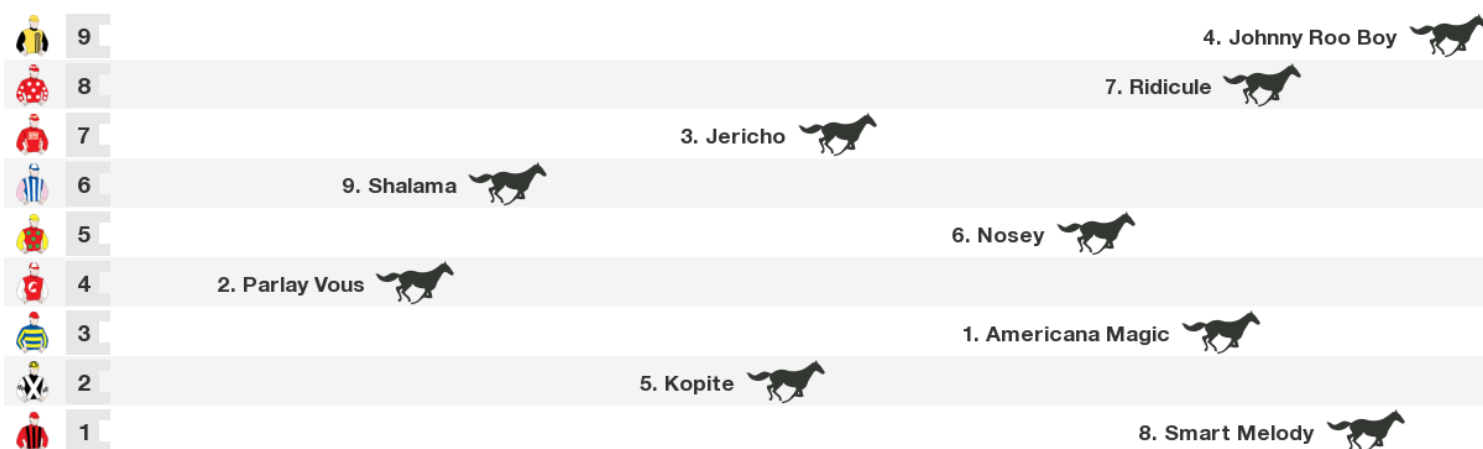 9 4. Johnny Roo Boy
8 7. Ridicule
7 3. Jericho
6 9. Shalama
5 6. Nosey
4 2. Parlay Vous
3 1. Americana Magic
2 5. Kopite
1 8. Smart Melody